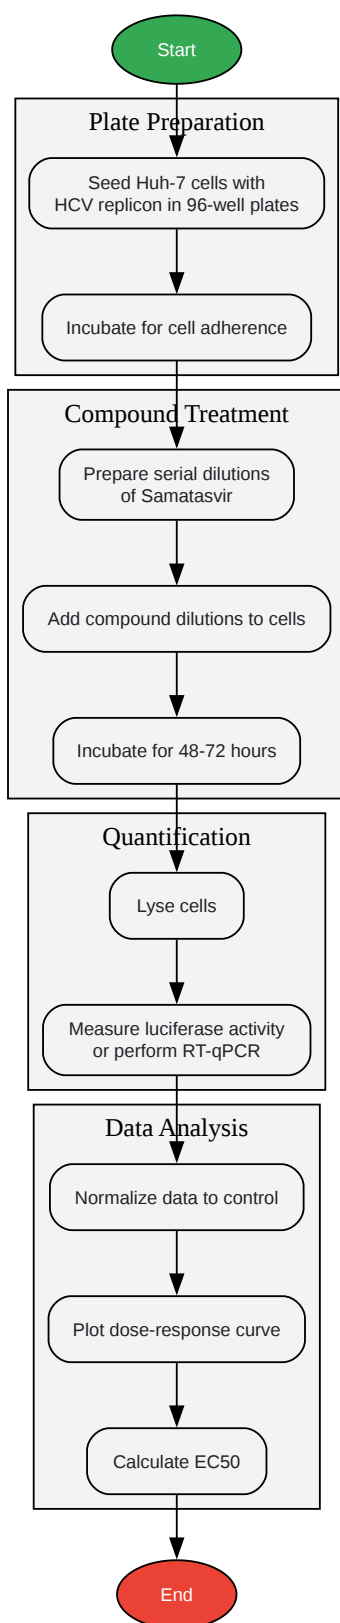 Start
Plate Preparation
Seed Huh-7 cells with
HCV replicon in 96-well plates
Incubate for cell adherence
Compound Treatment
Prepare serial dilutions
of Samatasvir
Add compound dilutions to cells
Incubate for 48-72 hours
Quantification
Lyse cells
Measure luciferase activity
or perform RT-qPCR
Data Analysis
Normalize data to control
Plot dose-response curve
Calculate EC50
End